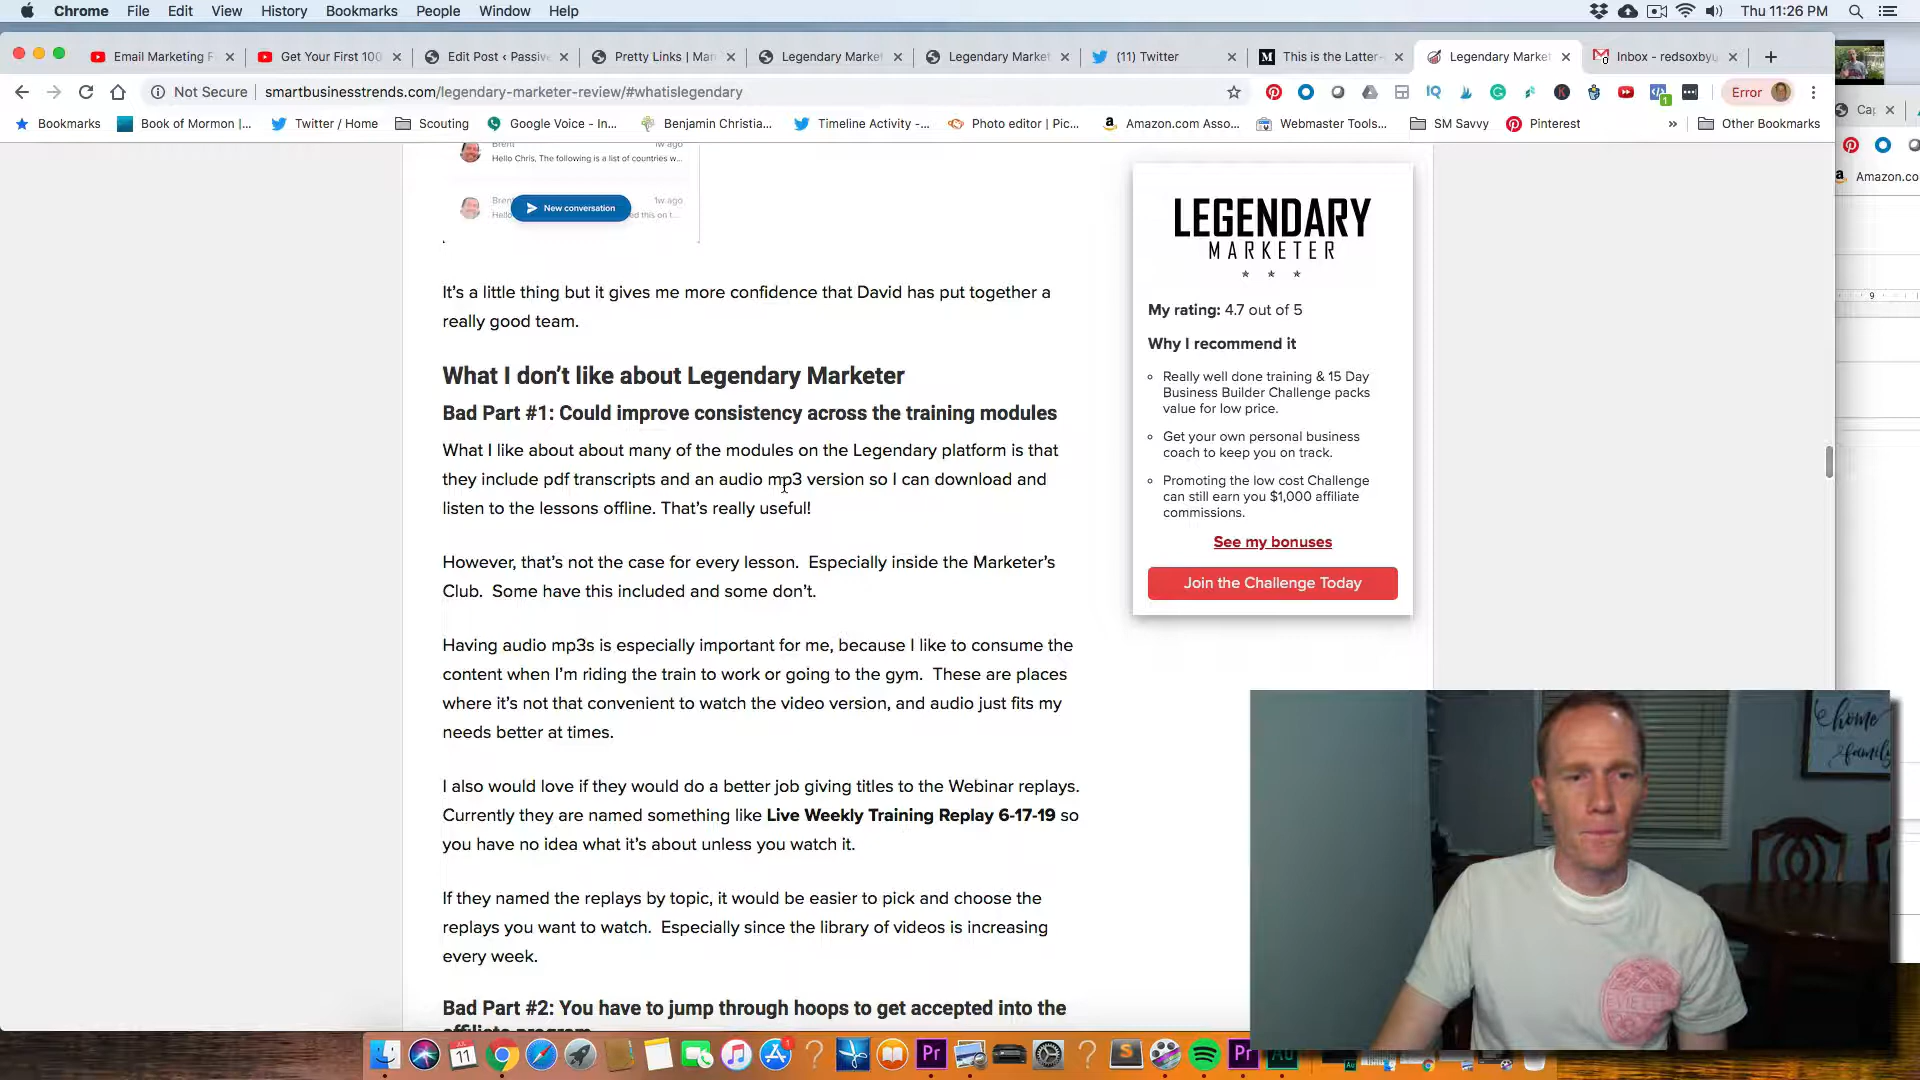 Chrome File Edit View History Bookmarks People Window Help
Thu 11:26 PM
Email Marketing F
Get Your First 100
Edit Post ‹ Passive
Pretty Links | Man
Legendary Market
Legendary Market
(11) Twitter
This is the Latter-
Legendary Market
Inbox - redsoxbyu
Not Secure
smartbusinesstrends.com/legendary-marketer-review/#whatislegendary
Error
Bookmarks
Book of Mormon |...
Twitter / Home
Scouting
Google Voice - In...
Benjamin Christia...
Timeline Activity -...
Photo editor | Pic...
Amazon.com Asso...
Webmaster Tools...
SM Savvy
Pinterest
»
Other Bookmarks
Amazon.co
Brent
1w ago
Hello Chris, The following is a list of countries w...
1w ago
New conversation
It's a little thing but it gives me more confidence that David has put together a
really good team.
What I don't like about Legendary Marketer
Bad Part #1: Could improve consistency across the training modules
What I like about about many of the modules on the Legendary platform is that
they include pdf transcripts and an audio mp3 version so I can download and
listen to the lessons offline. That's really useful!
However, that's not the case for every lesson. Especially inside the Marketer's
Club. Some have this included and some don't.
Having audio mp3s is especially important for me, because I like to consume the
content when I'm riding the train to work or going to the gym. These are places
where it's not that convenient to watch the video version, and audio just fits my
needs better at times.
I also would love if they would do a better job giving titles to the Webinar replays.
Currently they are named something like Live Weekly Training Replay 6-17-19 so
you have no idea what it's about unless you watch it.
If they named the replays by topic, it would be easier to pick and choose the
replays you want to watch. Especially since the library of videos is increasing
every week.
Bad Part #2: You have to jump through hoops to get accepted into the
affiliate program
LEGENDARY
MARKETER
My rating: 4.7 out of 5
Why I recommend it
Really well done training & 15 Day
Business Builder Challenge packs
value for low price.
Get your own personal business
coach to keep you on track.
Promoting the low cost Challenge
can still earn you $1,000 affiliate
commissions.
See my bonuses
Join the Challenge Today
home
family